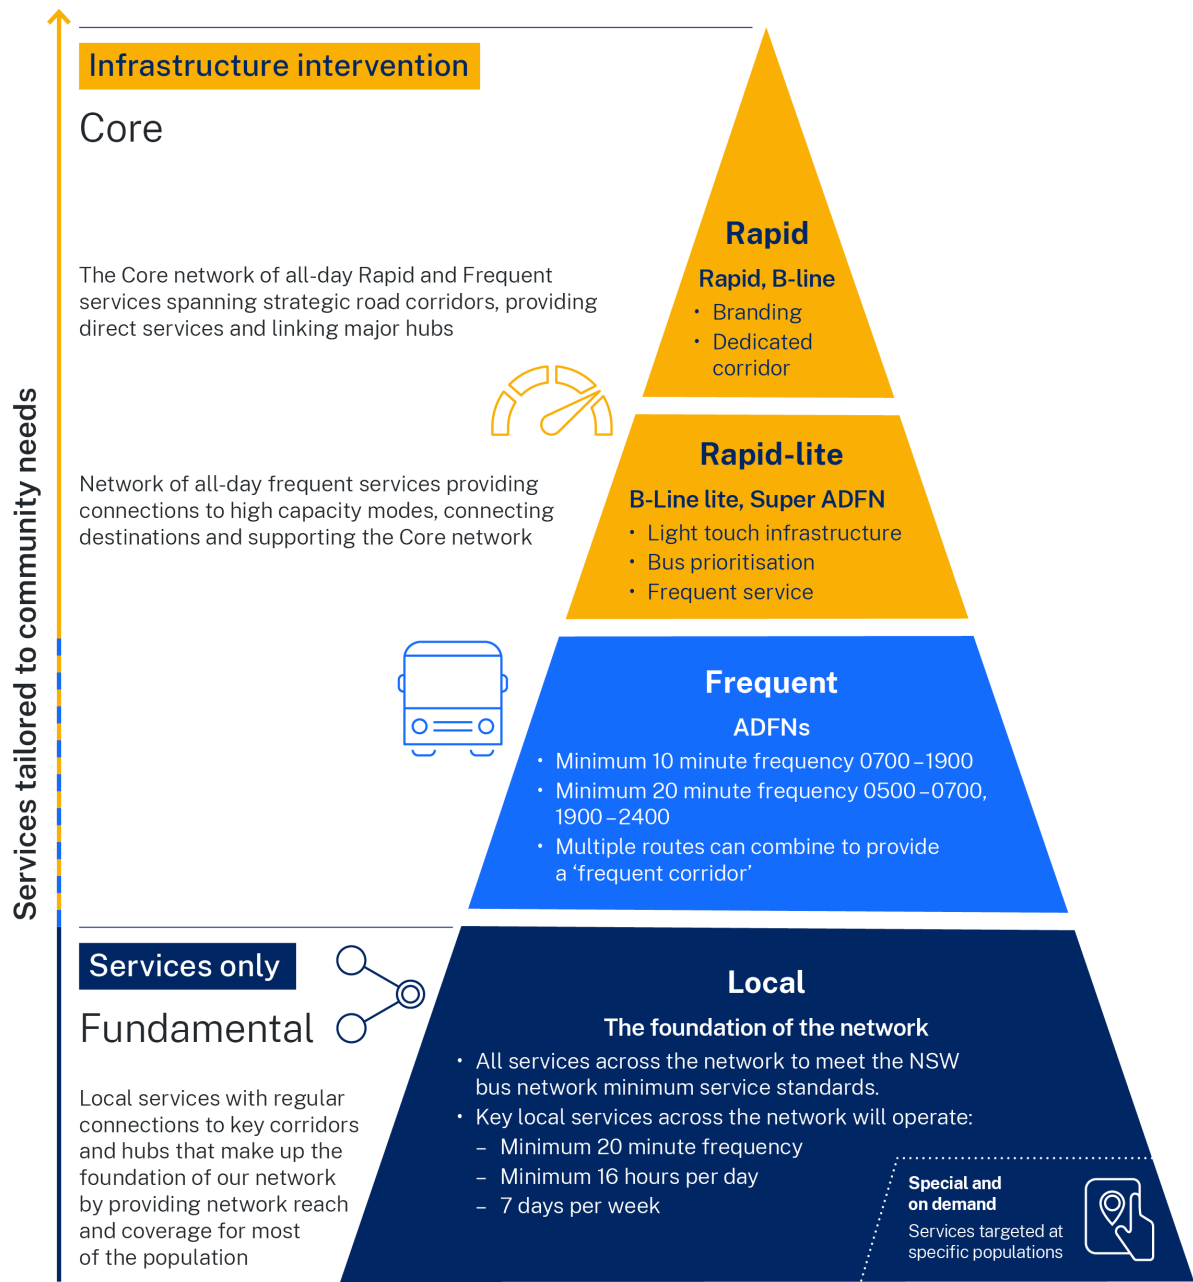 Services tailored to community needs
Infrastructure intervention
Core
The Core network of all-day Rapid and Frequent
services spanning strategic road corridors, providing
direct services and linking major hubs
Network of all-day frequent services providing
connections to high capacity modes, connecting
destinations and supporting the Core network
Rapid
Rapid, B-line
• Branding
• Dedicated
corridor
Rapid-lite
B-Line lite, Super ADFN
• Light touch infrastructure
• Bus prioritisation
• Frequent service
Frequent
ADFNs
• Minimum 10 minute frequency 0700–1900
• Minimum 20 minute frequency 0500–0700,
1900–2400
• Multiple routes can combine to provide
a ‘frequent corridor’
Services only
Fundamental
Local services with regular
connections to key corridors
and hubs that make up the
foundation of our network
by providing network reach
and coverage for most
of the population
Local
The foundation of the network
• All services across the network to meet the NSW
bus network minimum service standards.
• Key local services across the network will operate:
– Minimum 20 minute frequency
– Minimum 16 hours per day
– 7 days per week
Special and
on demand
Services targeted at
specific populations